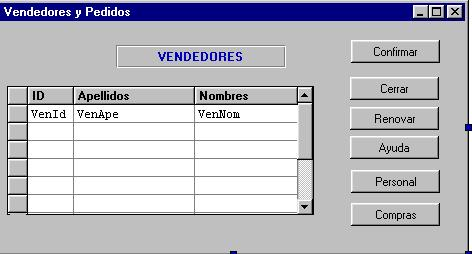 Vendedores y Pedidos
VENDEDORES
Confirmar
Cerrar
Renovar
Ayuda
Personal
Compras
ID Apellidos Nombres
VenId VenApe VenNom